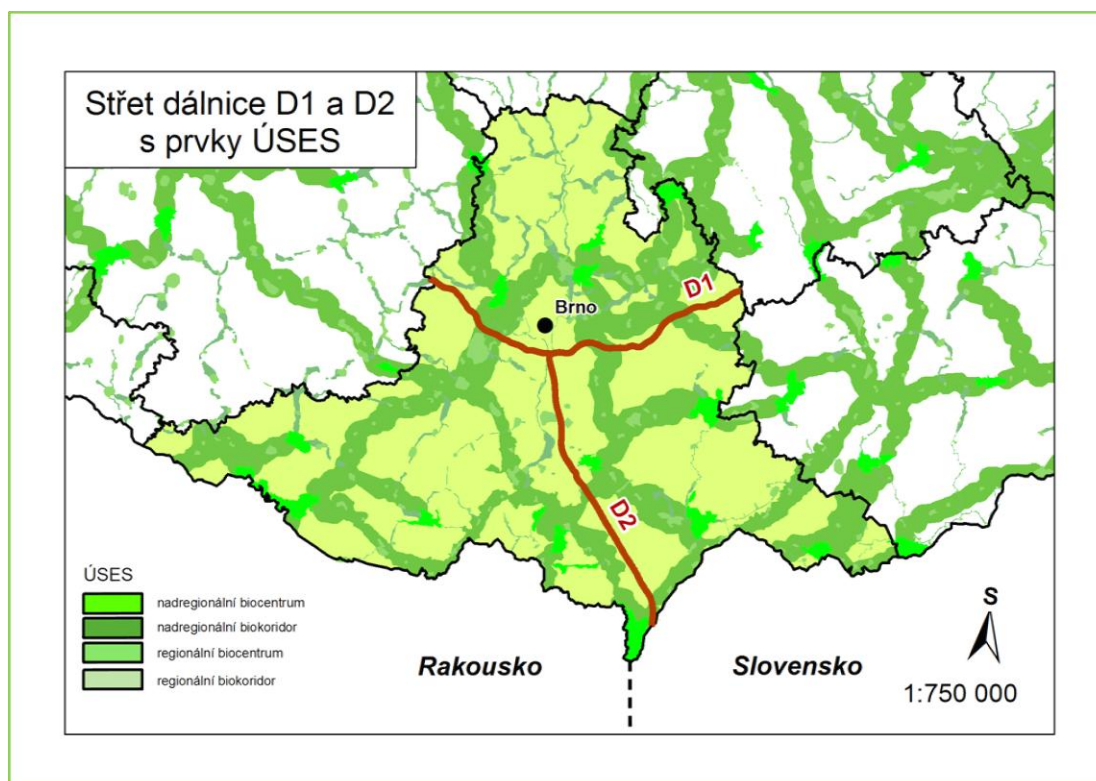 Střet dálnice D1 a D2
s prvky ÚSES
D1
Brno
D2
ÚSES
nadregionální biocentrum
nadregionální biokoridor
regionální biocentrum
regionální biokoridor
Rakousko
Slovensko
S
1:750 000